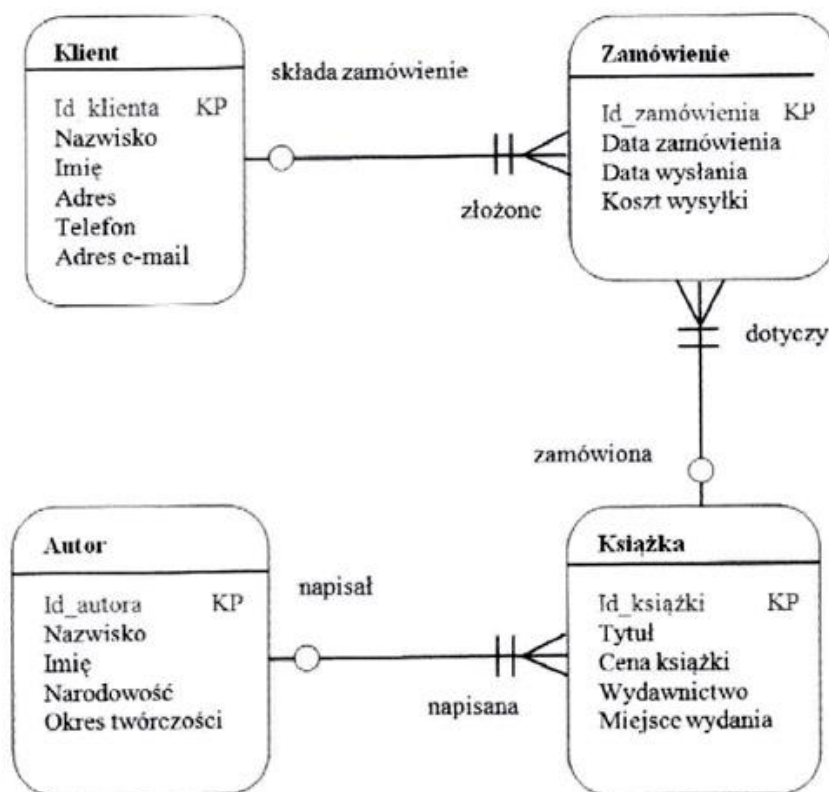 Klient
Id_klienta KP
Nazwisko
Imię
Adres
Telefon
Adres e-mail
składa zamówienie
złożone
Zamówienie
Id_zamówienia KP
Data zamówienia
Data wysłania
Koszt wysyłki
dotyczy
zamówiona
Autor
Id_autora KP
Nazwisko
Imię
Narodowość
Okres twórczości
napisał
napisana
Książka
Id_książki KP
Tytuł
Cena książki
Wydawnictwo
Miejsce wydania